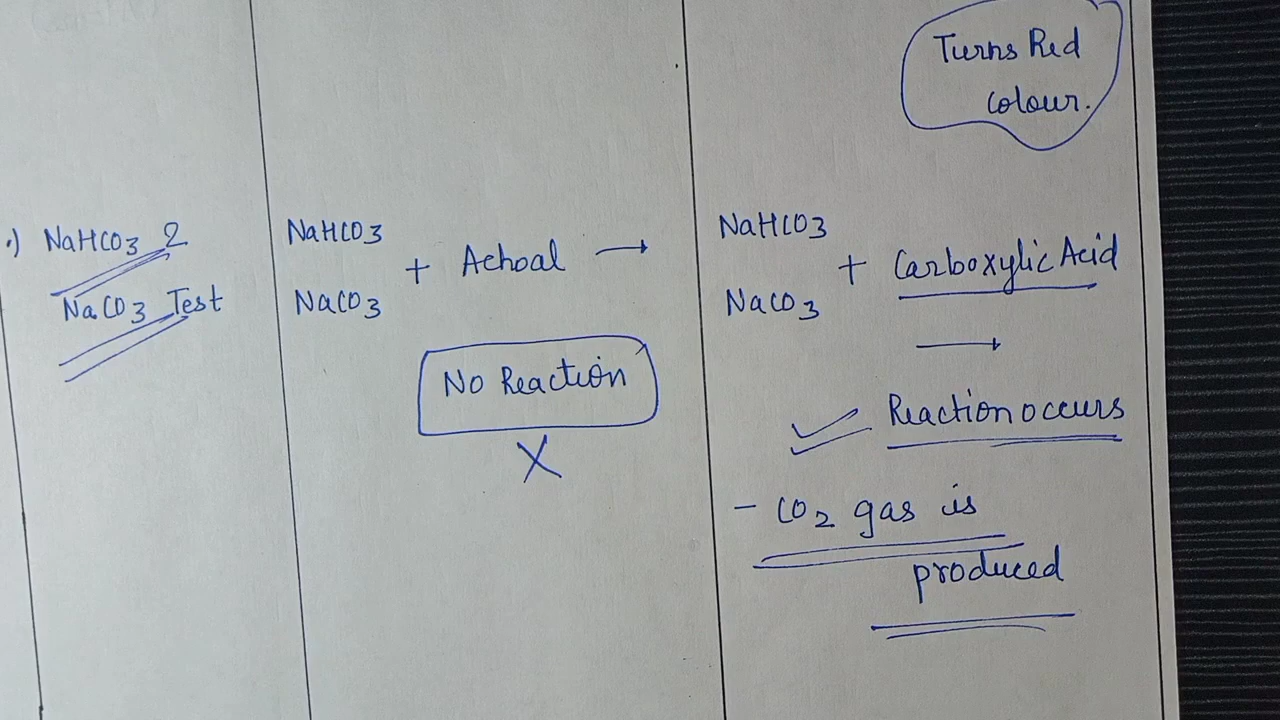 Turns Red
colour.
•) NaHCO3 2
NaCO3 Test
NaHCO3
+ Achoal →
NaCO3
No Reaction
X
NaHCO3
+ Carboxylic Acid
NaCO3
→
✓ Reaction occurs
- CO2 gas is
produced